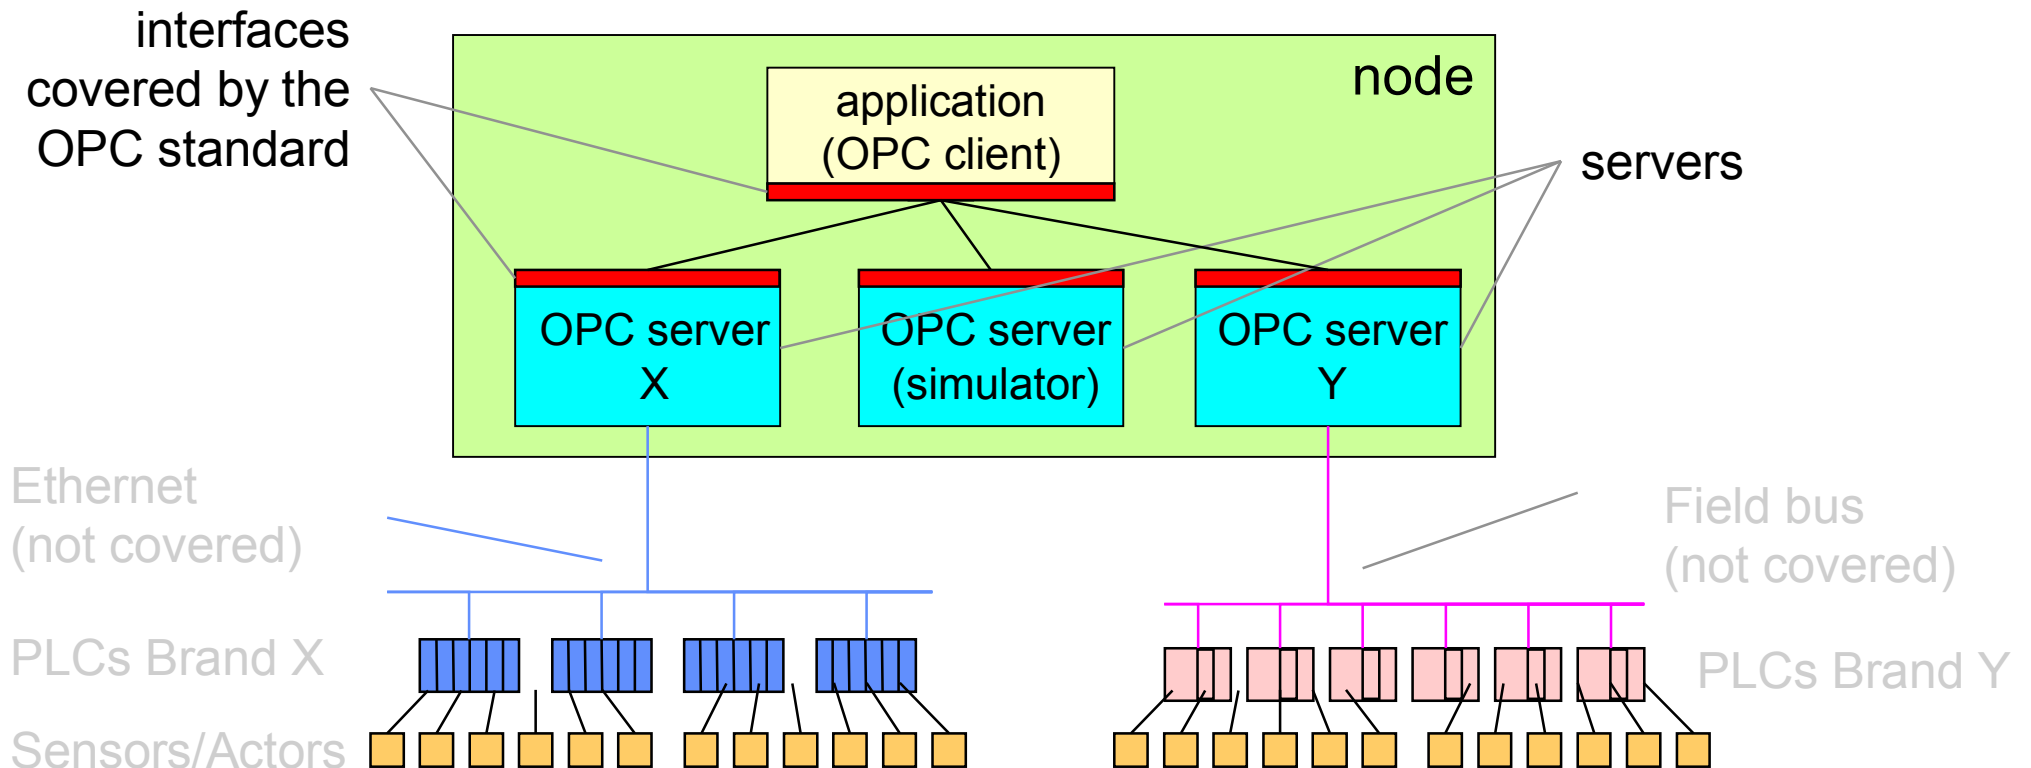 interfaces
covered by the
OPC standard
node
application
(OPC client)
servers
OPC server
X
OPC server
(simulator)
OPC server
Y
Ethernet
(not covered)
Field bus
(not covered)
PLCs Brand X
PLCs Brand Y
Sensors/Actors